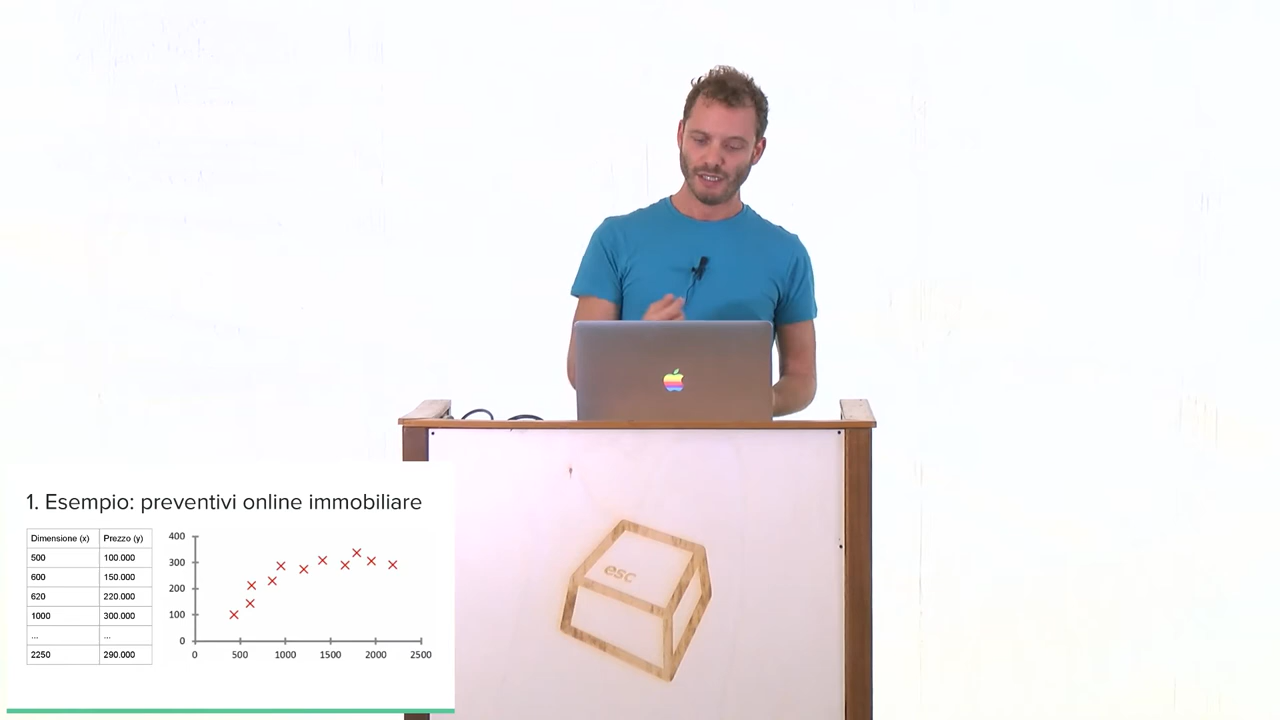 esc
1. Esempio: preventivi online immobiliare
Dimensione (x) Prezzo (y)
500 100.000
600 150.000
620 220.000
1000 300.000
... ...
2250 290.000
400
300
200
100
0
0 500 1000 1500 2000 2500